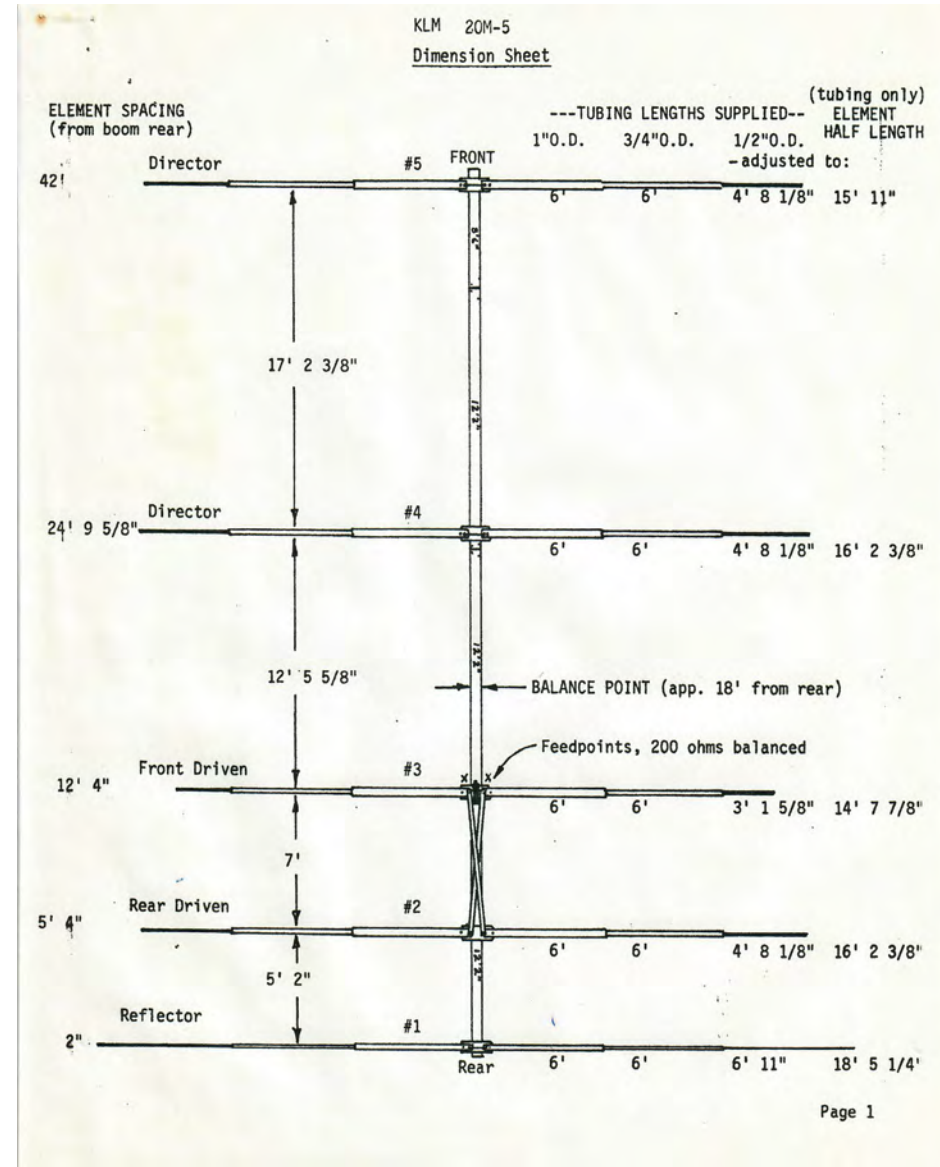 KLM 20M-5
Dimension Sheet
(tubing only)
ELEMENT SPACING ---TUBING LENGTHS SUPPLIED-- ELEMENT
(from boom rear) 1"O.D. 3/4"O.D. 1/2"O.D. HALF LENGTH
-adjusted to:
Director #5 FRONT
42' 6' 6' 4' 8 1/8" 15' 11"
17' 2 3/8"
12'2"
Director #4
24' 9 5/8" 6' 6' 4' 8 1/8" 16' 2 3/8"
12'2"
12' 5 5/8"
BALANCE POINT (app. 18' from rear)
Feedpoints, 200 ohms balanced
Front Driven #3 x x
12' 4" 6' 6' 3' 1 5/8" 14' 7 7/8"
7'
Rear Driven #2
5' 4" 6' 6' 4' 8 1/8" 16' 2 3/8"
5' 2" 12'2"
Reflector #1
2" 6' 6' 6' 11" 18' 5 1/4'
Rear
Page 1